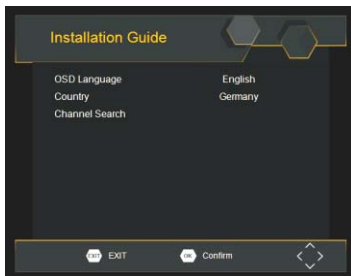 Installation Guide
OSD Language English
Country Germany
Channel Search
EXIT EXIT OK Confirm